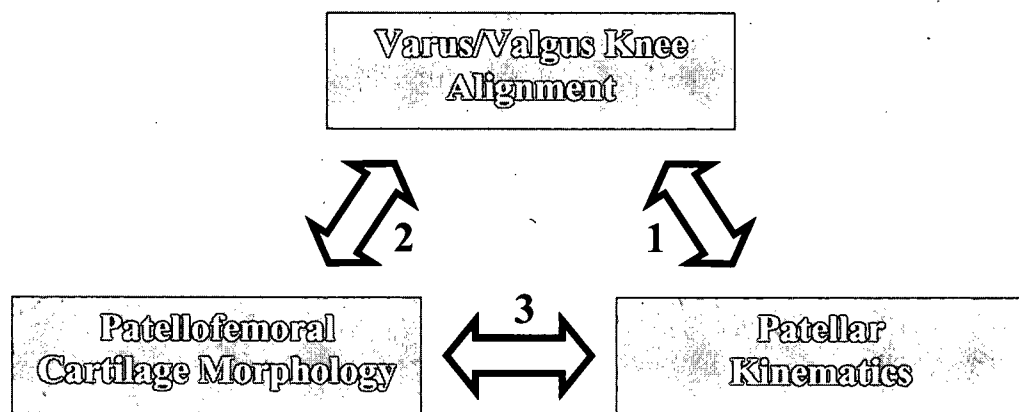 Varus/Valgus Knee
Alignment
2
1
3
Patellofemoral
Cartilage Morphology
Patellar
Kinematics